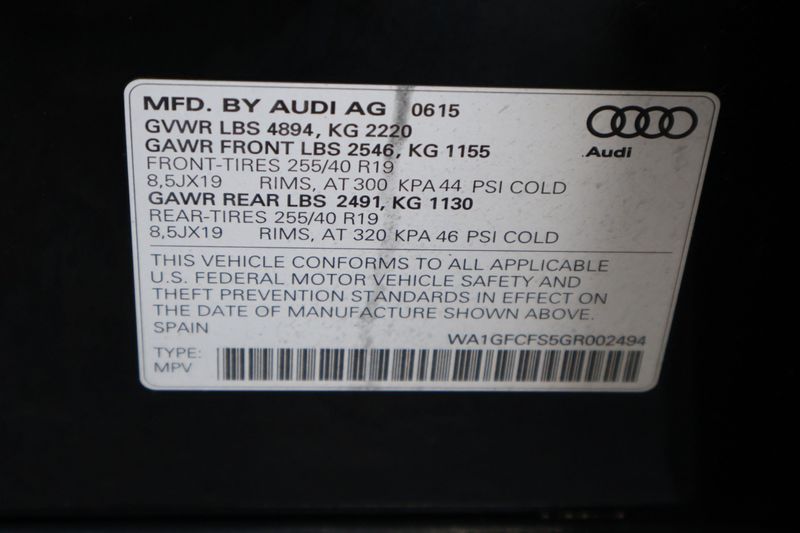 MFD. BY AUDI AG 0615
GVWR LBS 4894, KG 2220
GAWR FRONT LBS 2546, KG 1155
FRONT-TIRES 255/40 R19
8,5JX19 RIMS, AT 300 KPA 44 PSI COLD
GAWR REAR LBS 2491, KG 1130
REAR-TIRES 255/40 R19
8,5JX19 RIMS, AT 320 KPA 46 PSI COLD
Audi
THIS VEHICLE CONFORMS TO ALL APPLICABLE
U.S. FEDERAL MOTOR VEHICLE SAFETY AND
THEFT PREVENTION STANDARDS IN EFFECT ON
THE DATE OF MANUFACTURE SHOWN ABOVE.
SPAIN
WA1GFCFS5GR002494
TYPE:
MPV